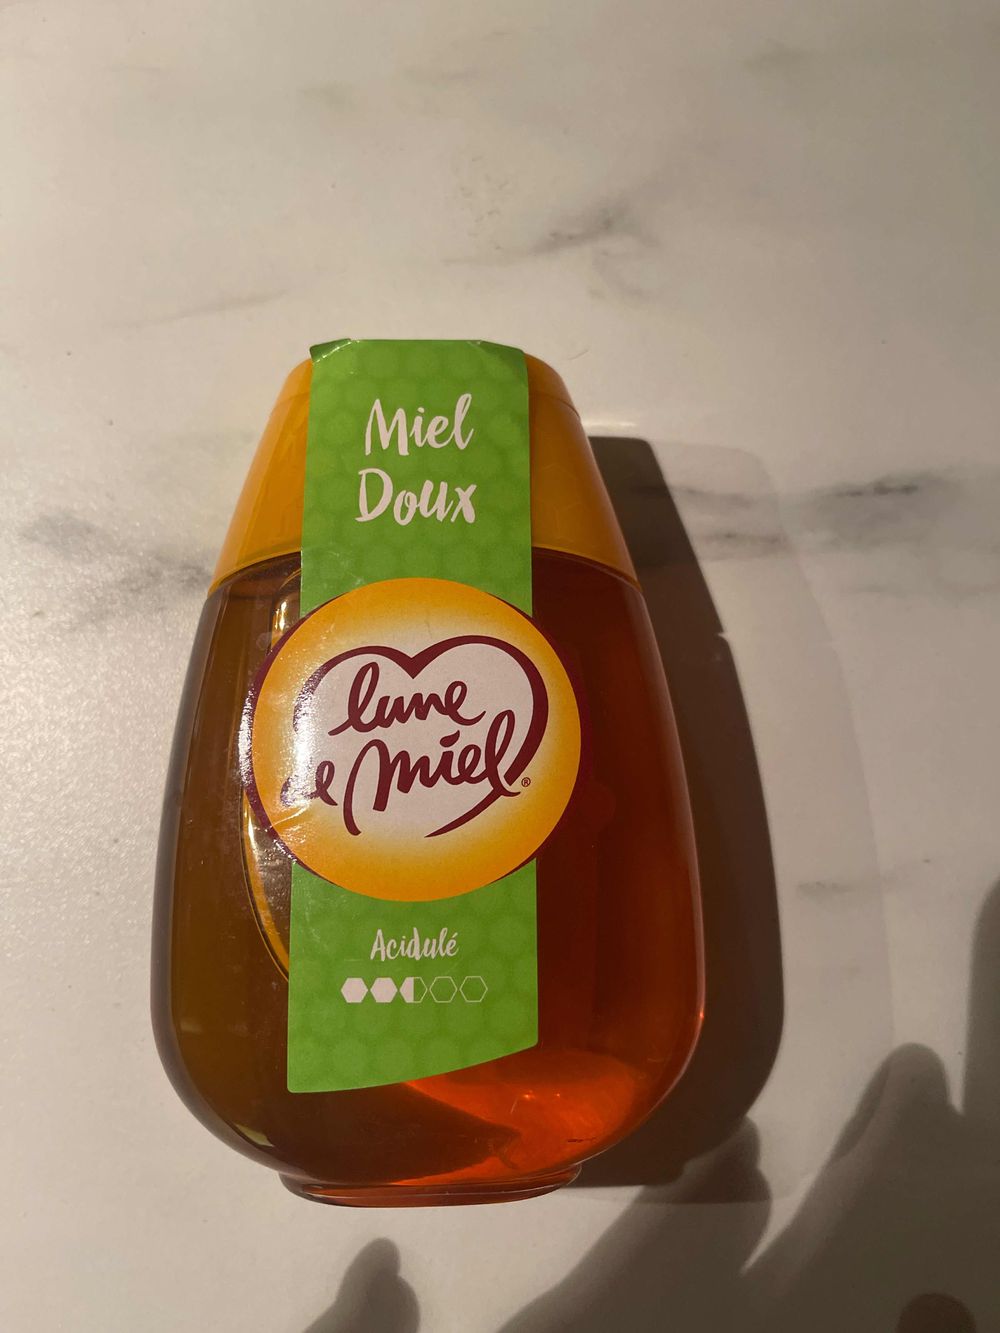 Miel
Doux
lune
de miel®
Acidulé